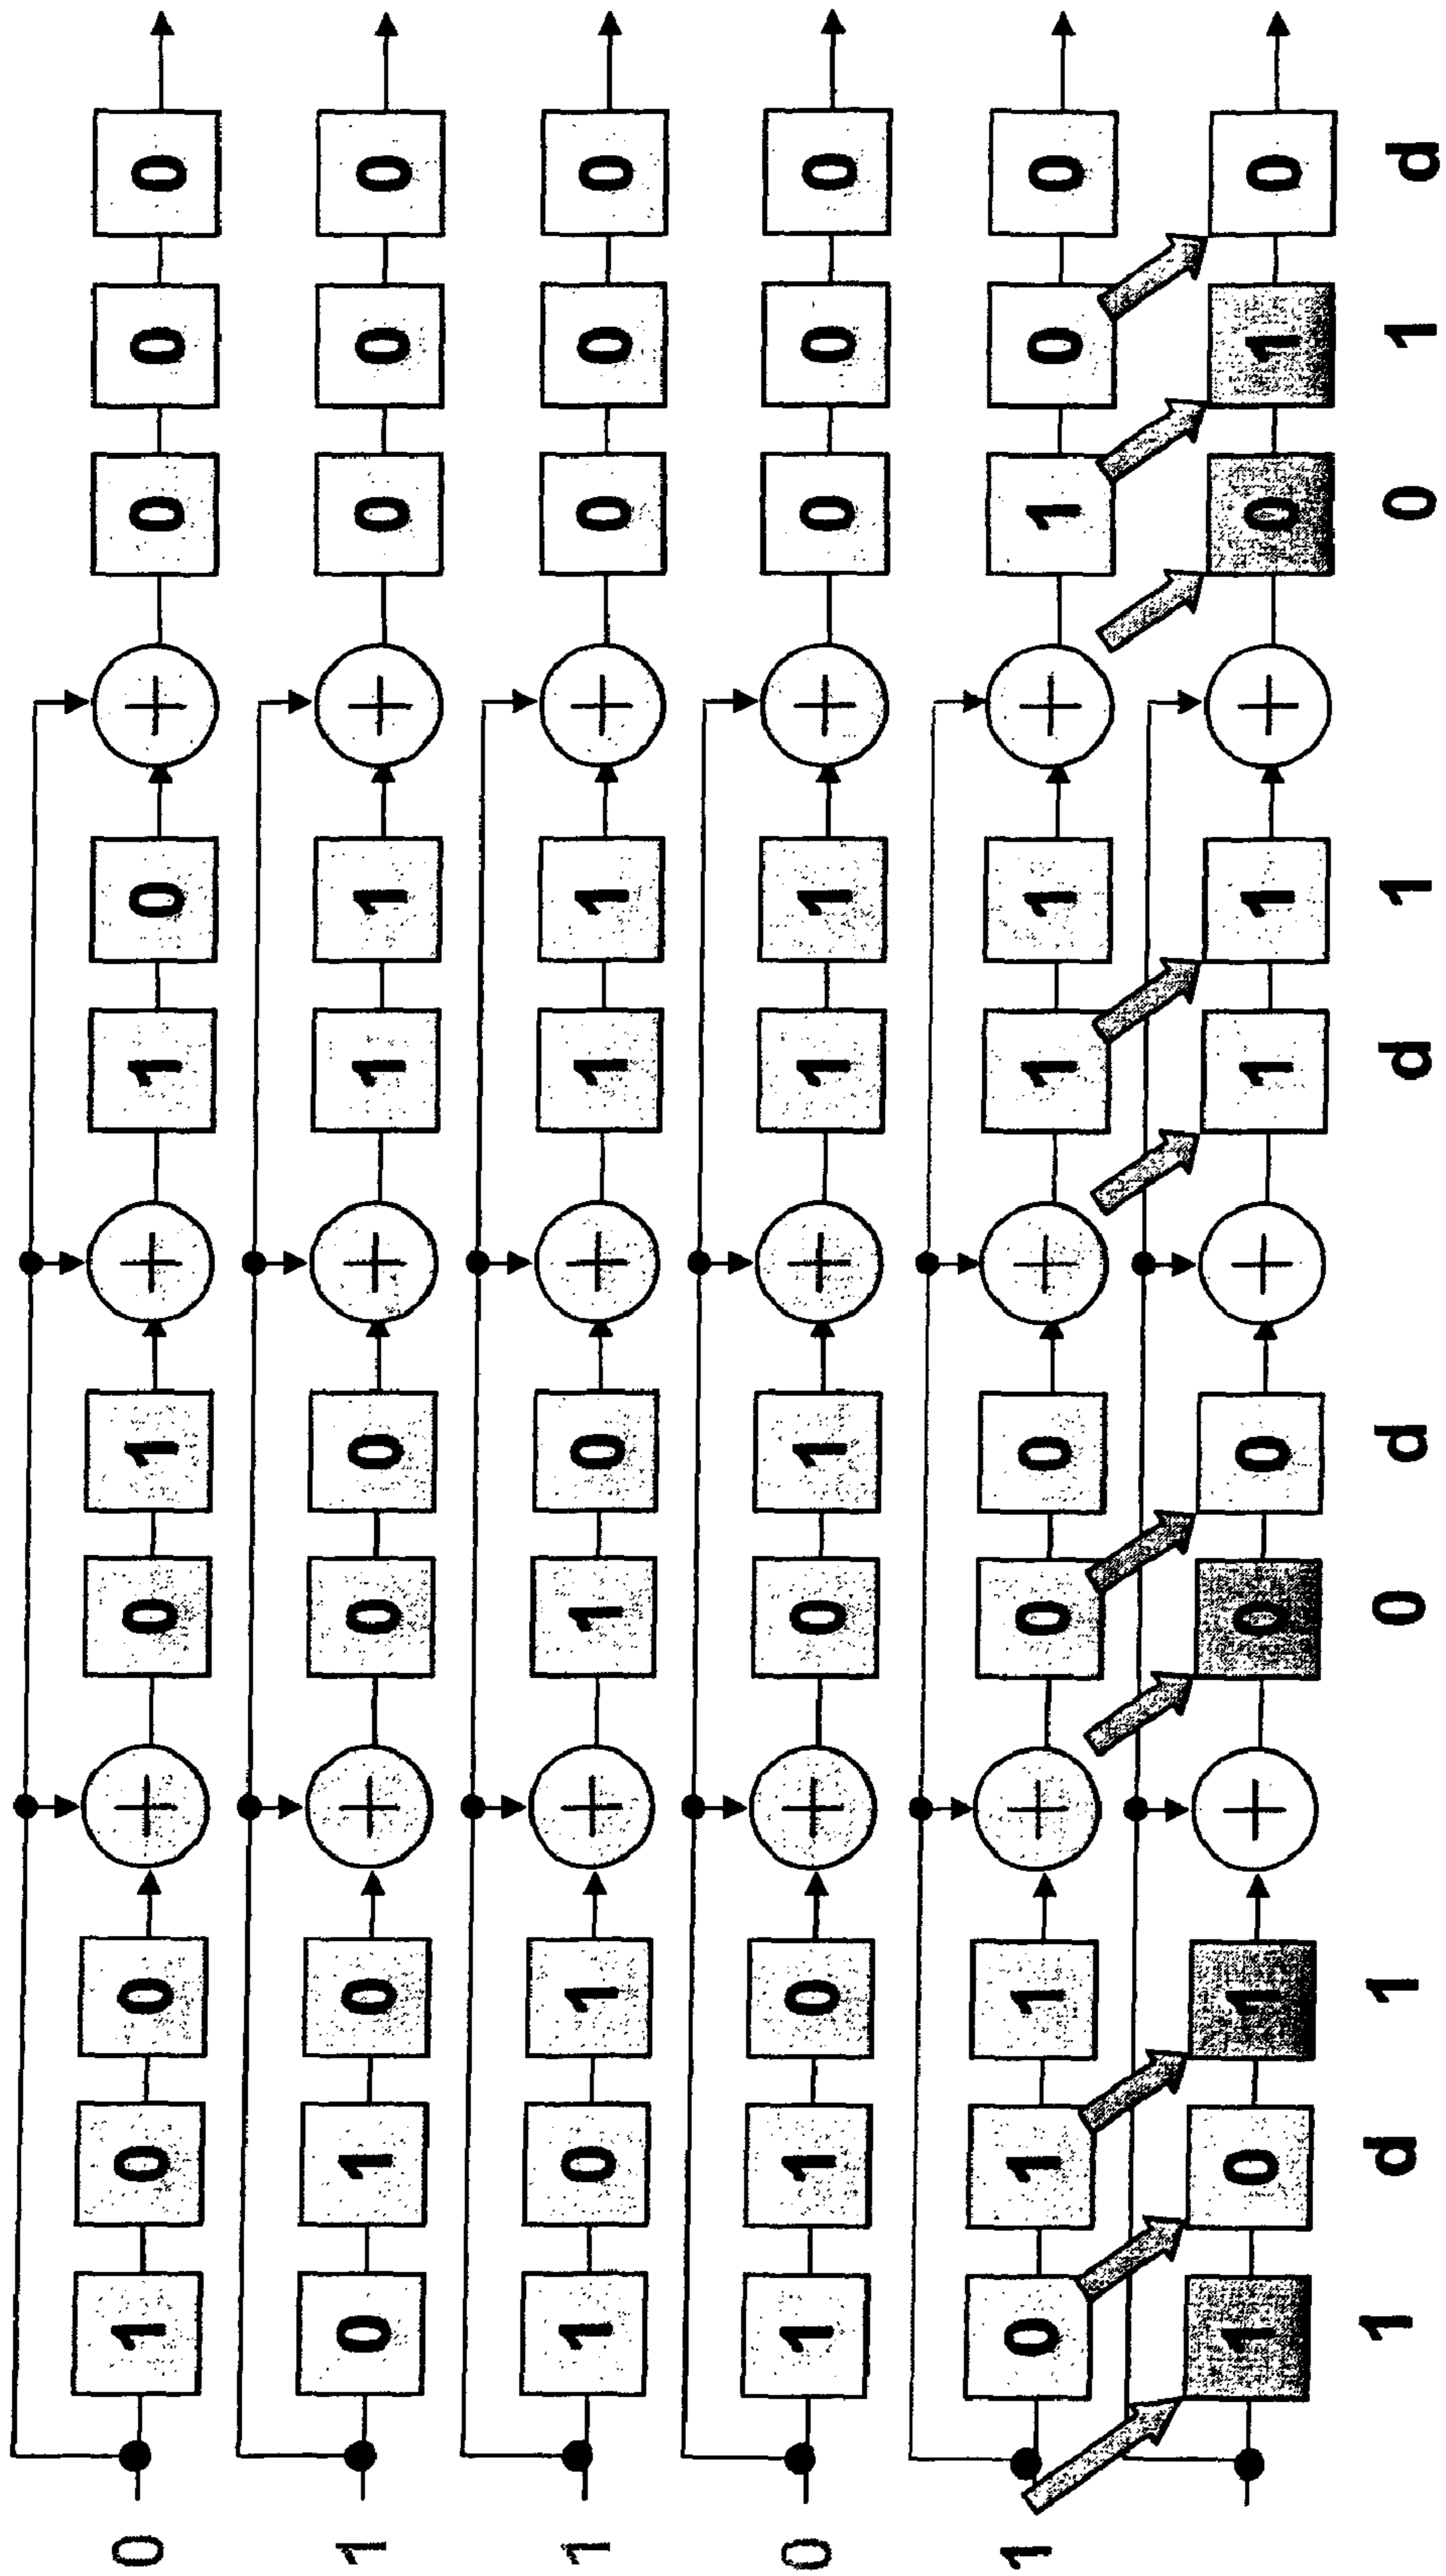 0 1 0 0 + 0 1 + 1 0 + 0 0 0
1 0 1 0 + 0 0 + 1 1 + 0 0 0
1 1 0 1 + 1 0 + 1 1 + 0 0 0
0 1 1 0 + 0 1 + 1 1 + 0 0 0
1 0 1 1 + 0 0 + 1 1 + 1 0 0
1 0 1 + 0 0 + 1 1 + 0 1 0
1 d 1 0 d d 1 0 1 d